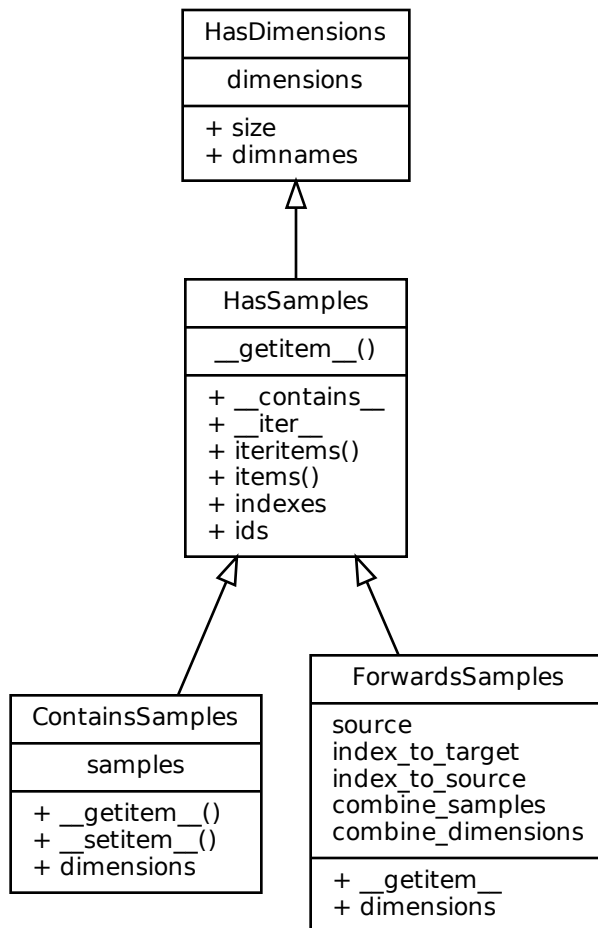 HasDimensions
dimensions
+ size
+ dimnames
HasSamples
__getitem__()
+ __contains__
+ __iter__
+ iteritems()
+ items()
+ indexes
+ ids
ContainsSamples
samples
+ __getitem__()
+ __setitem__()
+ dimensions
ForwardsSamples
source
index_to_target
index_to_source
combine_samples
combine_dimensions
+ __getitem__
+ dimensions